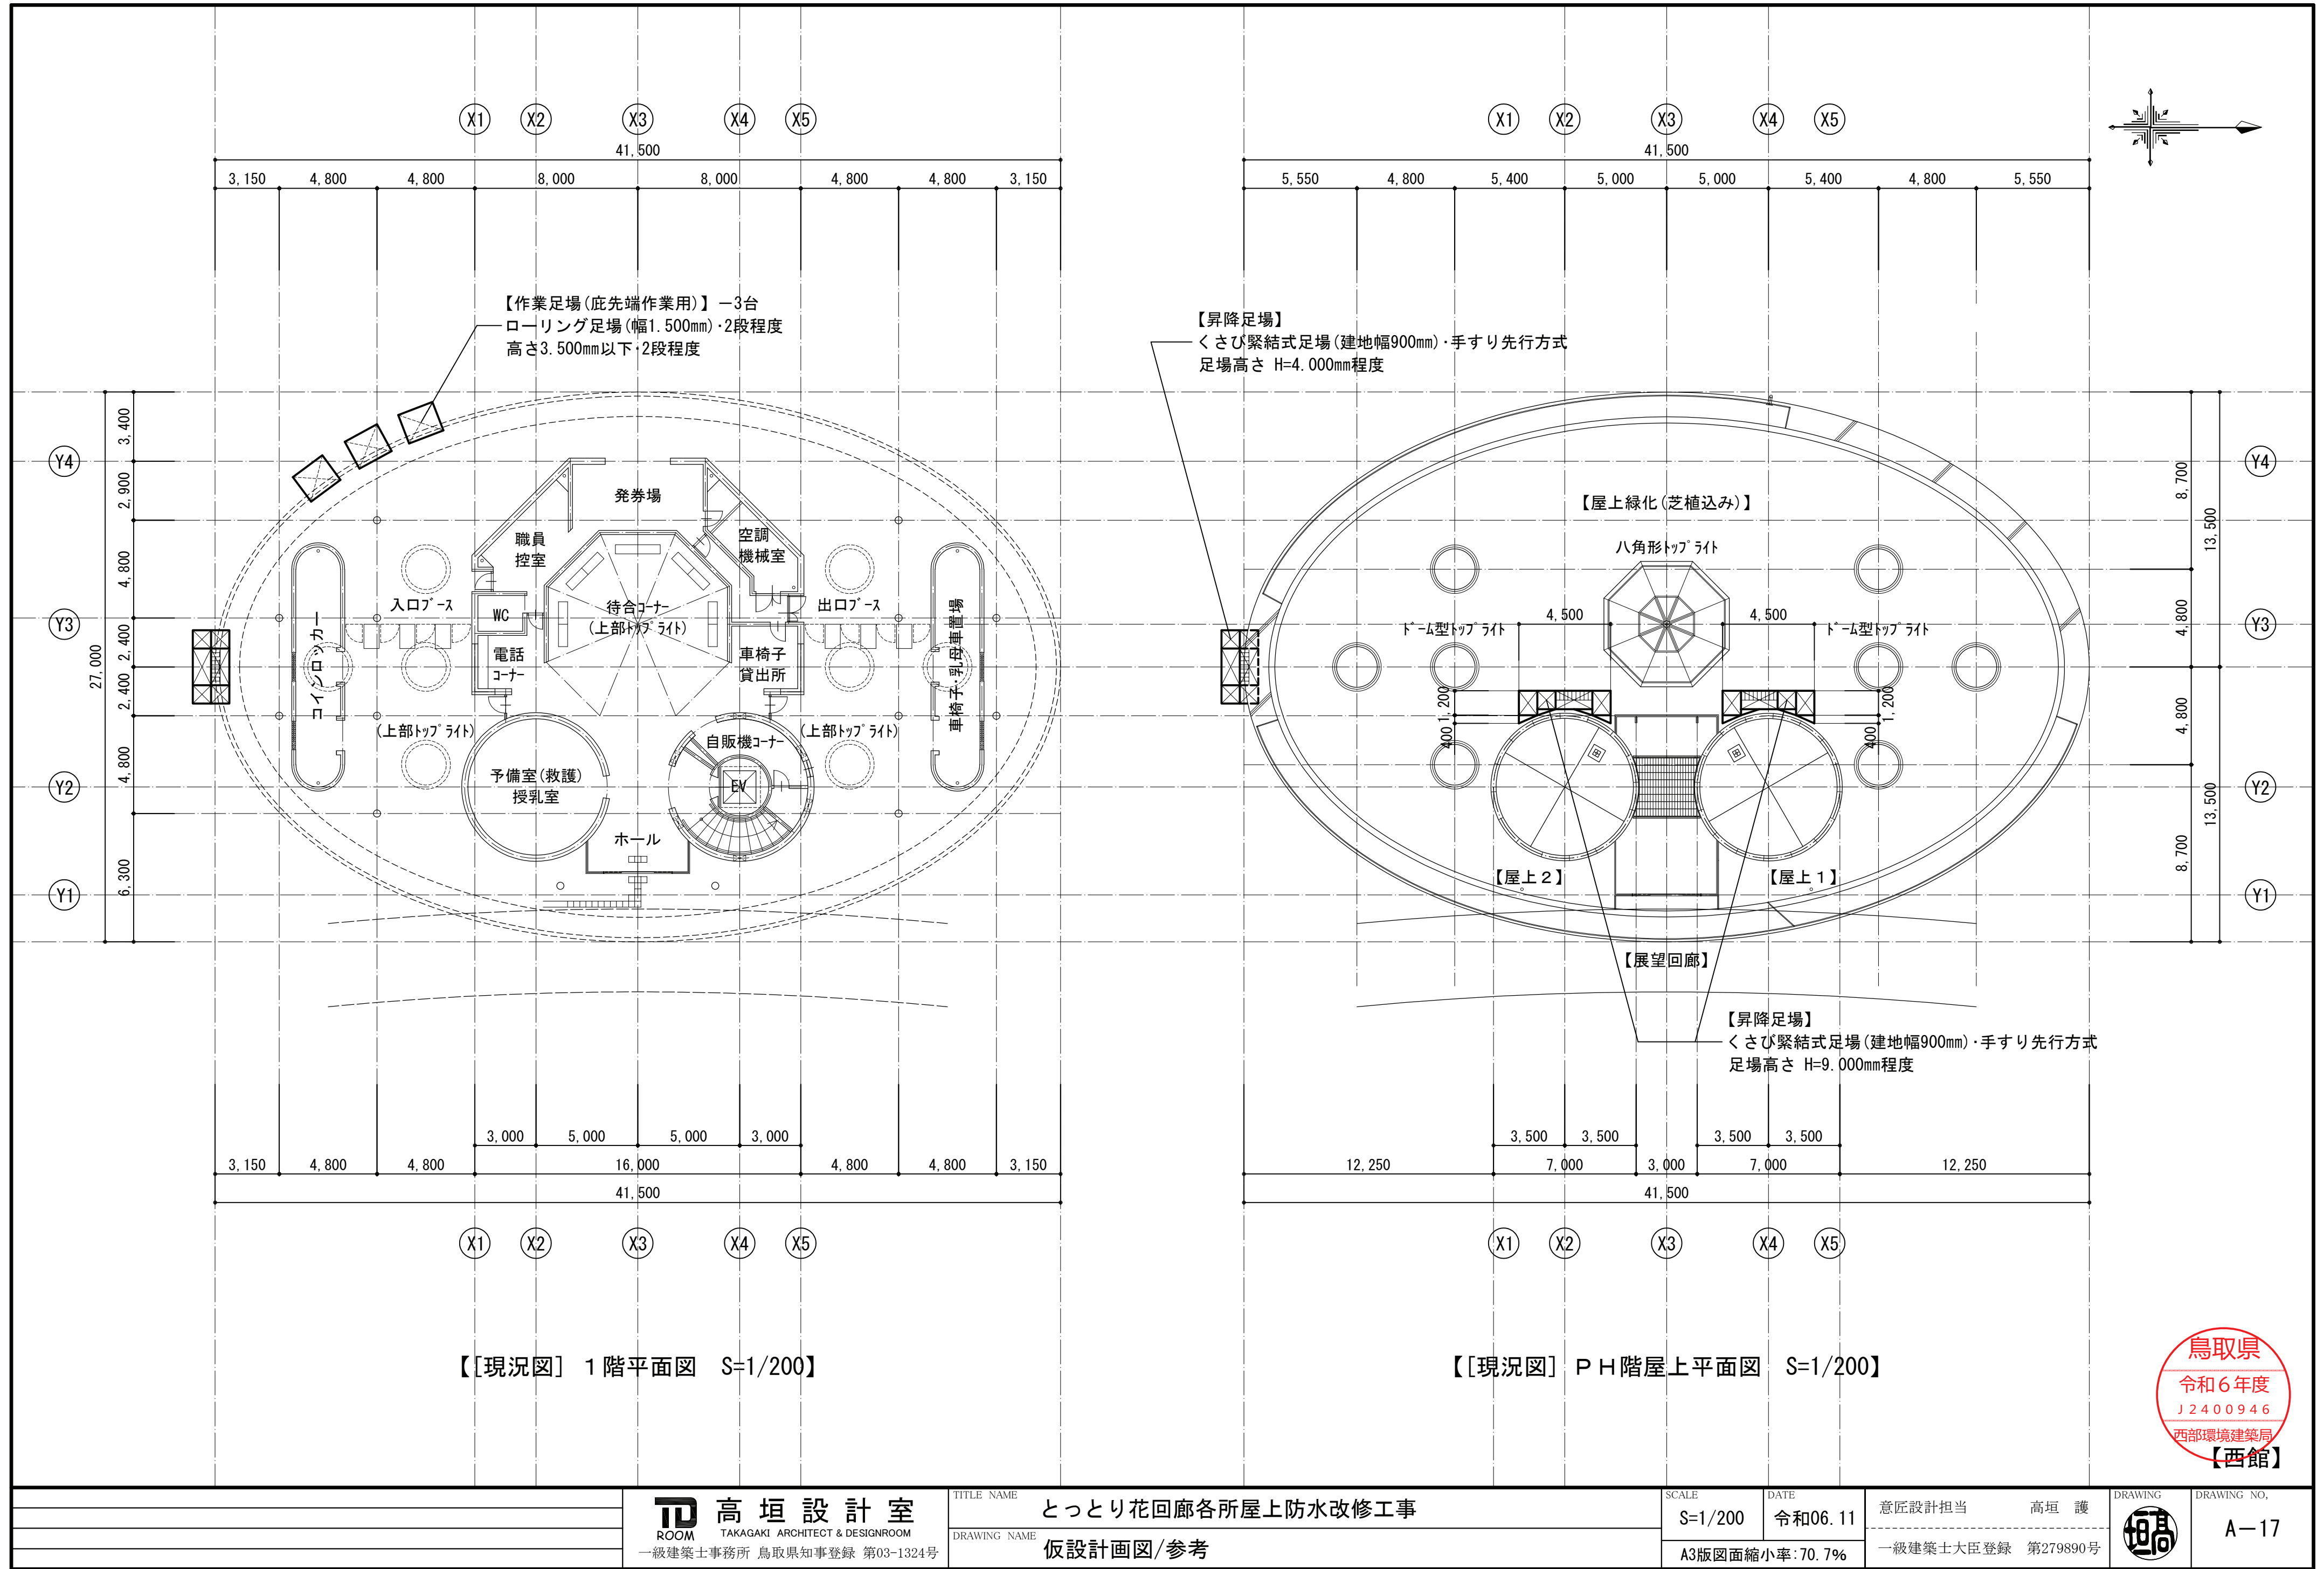 X1 X2 X3 X4 X5
41,500
3,150 4,800 4,800 8,000 8,000 4,800 4,800 3,150
【作業足場(庇先端作業用)】－3台
ローリング足場(幅1.500mm)・2段程度
高さ3.500mm以下・2段程度
Y4
Y3
Y2
Y1
27,000
3,400
2,900
4,800
2,400
2,400
4,800
6,300
発券場
職員
控室
空調
機械室
入口ﾌﾞｰｽ
WC
待合ｺｰﾅｰ
(上部ﾄｯﾌﾟﾗｲﾄ)
出口ﾌﾞｰｽ
コインロッカー
電話
ｺｰﾅｰ
車椅子
貸出所
車椅子・乳母車置場
(上部ﾄｯﾌﾟﾗｲﾄ)
自販機ｺｰﾅｰ
(上部ﾄｯﾌﾟﾗｲﾄ)
予備室(救護)
授乳室
EV
ホール
3,000 5,000 5,000 3,000
3,150 4,800 4,800 16,000 4,800 4,800 3,150
41,500
X1 X2 X3 X4 X5
【[現況図] １階平面図 S=1/200】
X1 X2 X3 X4 X5
41,500
5,550 4,800 5,400 5,000 5,000 5,400 4,800 5,550
【昇降足場】
くさび緊結式足場(建地幅900mm)・手すり先行方式
足場高さ H=4.000mm程度
【屋上緑化(芝植込み)】
八角形ﾄｯﾌﾟﾗｲﾄ
4,500 4,500
ﾄﾞｰﾑ型ﾄｯﾌﾟﾗｲﾄ
ﾄﾞｰﾑ型ﾄｯﾌﾟﾗｲﾄ
1,200
400
1,200
400
【屋上２】
【屋上１】
【展望回廊】
【昇降足場】
くさび緊結式足場(建地幅900mm)・手すり先行方式
足場高さ H=9.000mm程度
8,700
4,800
4,800
8,700
13,500
13,500
Y4
Y3
Y2
Y1
3,500 3,500 3,500 3,500
12,250 7,000 3,000 7,000 12,250
41,500
X1 X2 X3 X4 X5
【[現況図] ＰＨ階屋上平面図 S=1/200】
鳥取県
令和６年度
Ｊ２４００９４６
西部環境建築局
【西館】
TD
ROOM
高垣設計室
TAKAGAKI ARCHITECT & DESIGNROOM
一級建築士事務所 鳥取県知事登録 第03-1324号
TITLE NAME
とっとり花回廊各所屋上防水改修工事
DRAWING NAME
仮設計画図/参考
SCALE
S=1/200
DATE
令和06.11
A3版図面縮小率:70.7%
意匠設計担当 高垣 護
一級建築士大臣登録 第279890号
DRAWING
高垣
DRAWING NO,
A－17